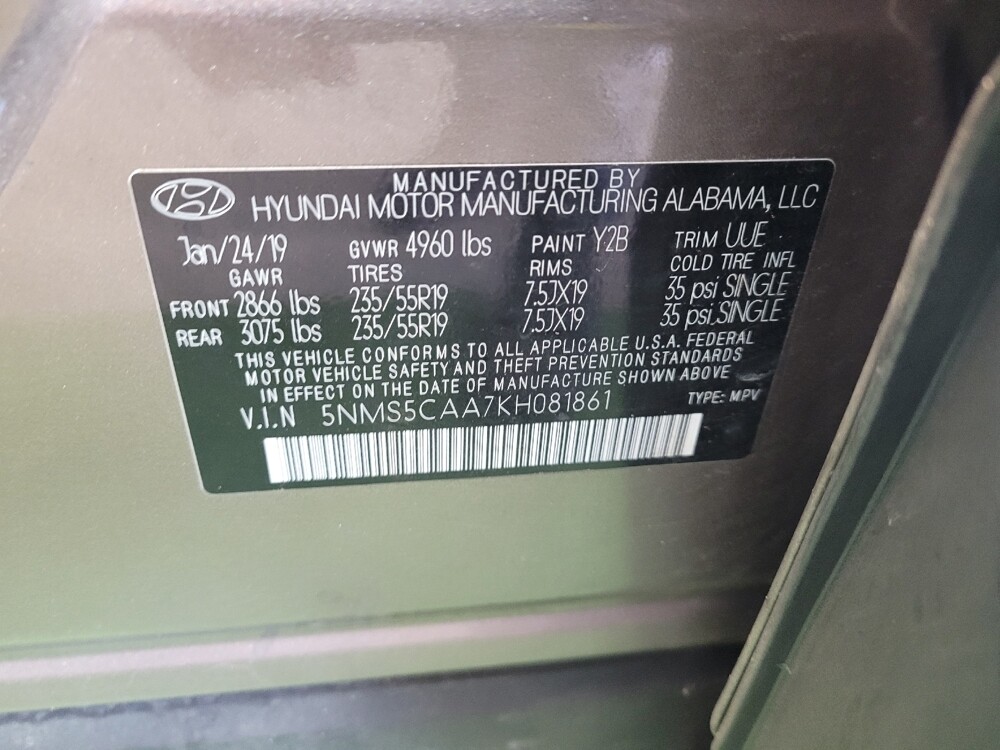 MANUFACTURED BY
HYUNDAI MOTOR MANUFACTURING ALABAMA, LLC
Jan/24/19 GVWR 4960 lbs PAINT Y2B TRIM UUE
GAWR TIRES RIMS COLD TIRE INFL
FRONT 2866 lbs 235/55R19 7.5JX19 35 psi SINGLE
REAR 3075 lbs 235/55R19 7.5JX19 35 psi, SINGLE
THIS VEHICLE CONFORMS TO ALL APPLICABLE U.S.A. FEDERAL
MOTOR VEHICLE SAFETY AND THEFT PREVENTION STANDARDS
IN EFFECT ON THE DATE OF MANUFACTURE SHOWN ABOVE
V.I.N 5NMS5CAA7KH081861 TYPE: MPV